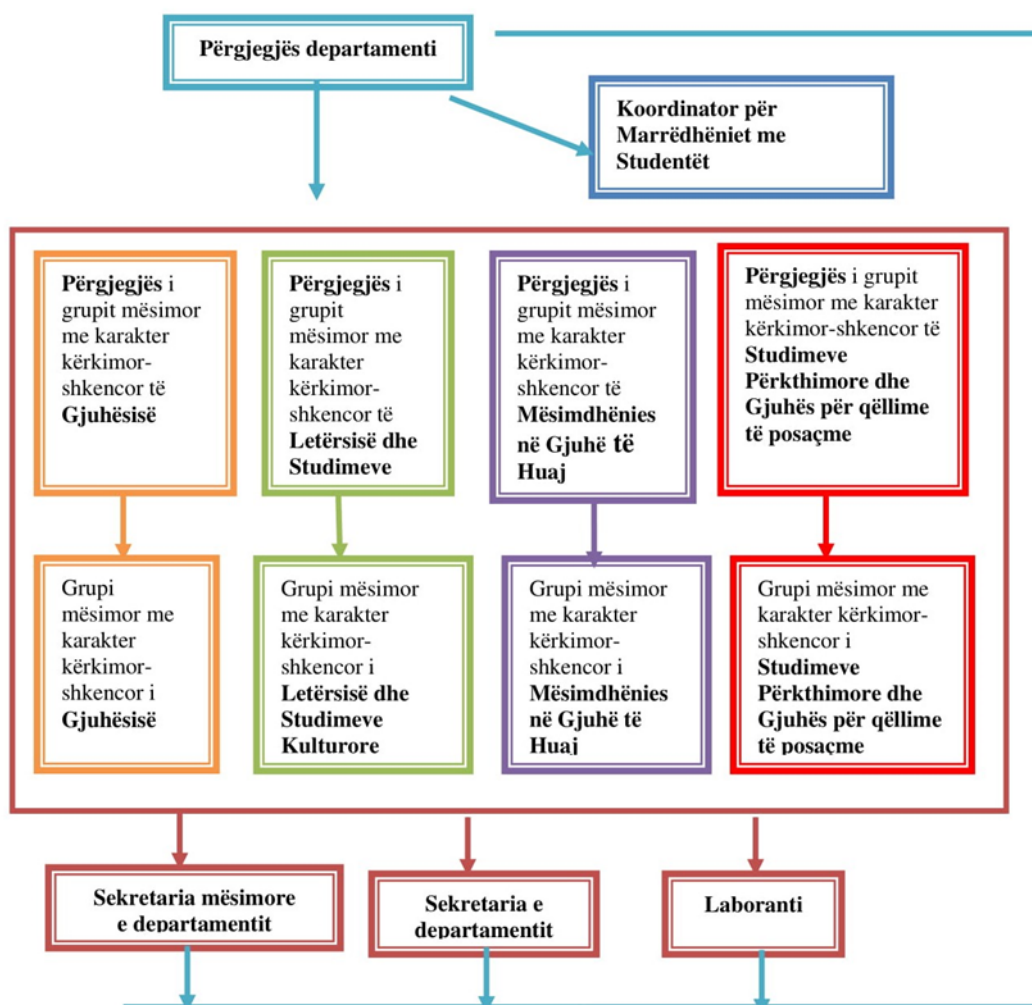 Përgjegjës departamenti
Koordinator për
Marrëdhëniet me
Studentët
Përgjegjës i
grupit mësimor
me karakter
kërkimor-
shkencor të
Gjuhësisë
Përgjegjës i
grupit
mësimor me
karakter
kërkimor-
shkencor të
Letërsisë dhe
Studimeve
Përgjegjës i
grupit mësimor
me karakter
kërkimor-
shkencor të
Mësimdhënies
në Gjuhë të
Huaj
Përgjegjës i grupit
mësimor me karakter
kërkimor-shkencor të
Studimeve
Përkthimore dhe
Gjuhës për qëllime
të posaçme
Grupi
mësimor me
karakter
kërkimor-
shkencor i
Gjuhësisë
Grupi mësimor
me karakter
kërkimor-
shkencor i
Letërsisë dhe
Studimeve
Kulturore
Grupi mësimor
me karakter
kërkimor-
shkencor i
Mësimdhënies
në Gjuhë të
Huaj
Grupi mësimor me
karakter kërkimor-
shkencor i
Studimeve
Përkthimore dhe
Gjuhës për qëllime
të posaçme
Sekretaria mësimore
e departamentit
Sekretaria e
departamentit
Laboranti